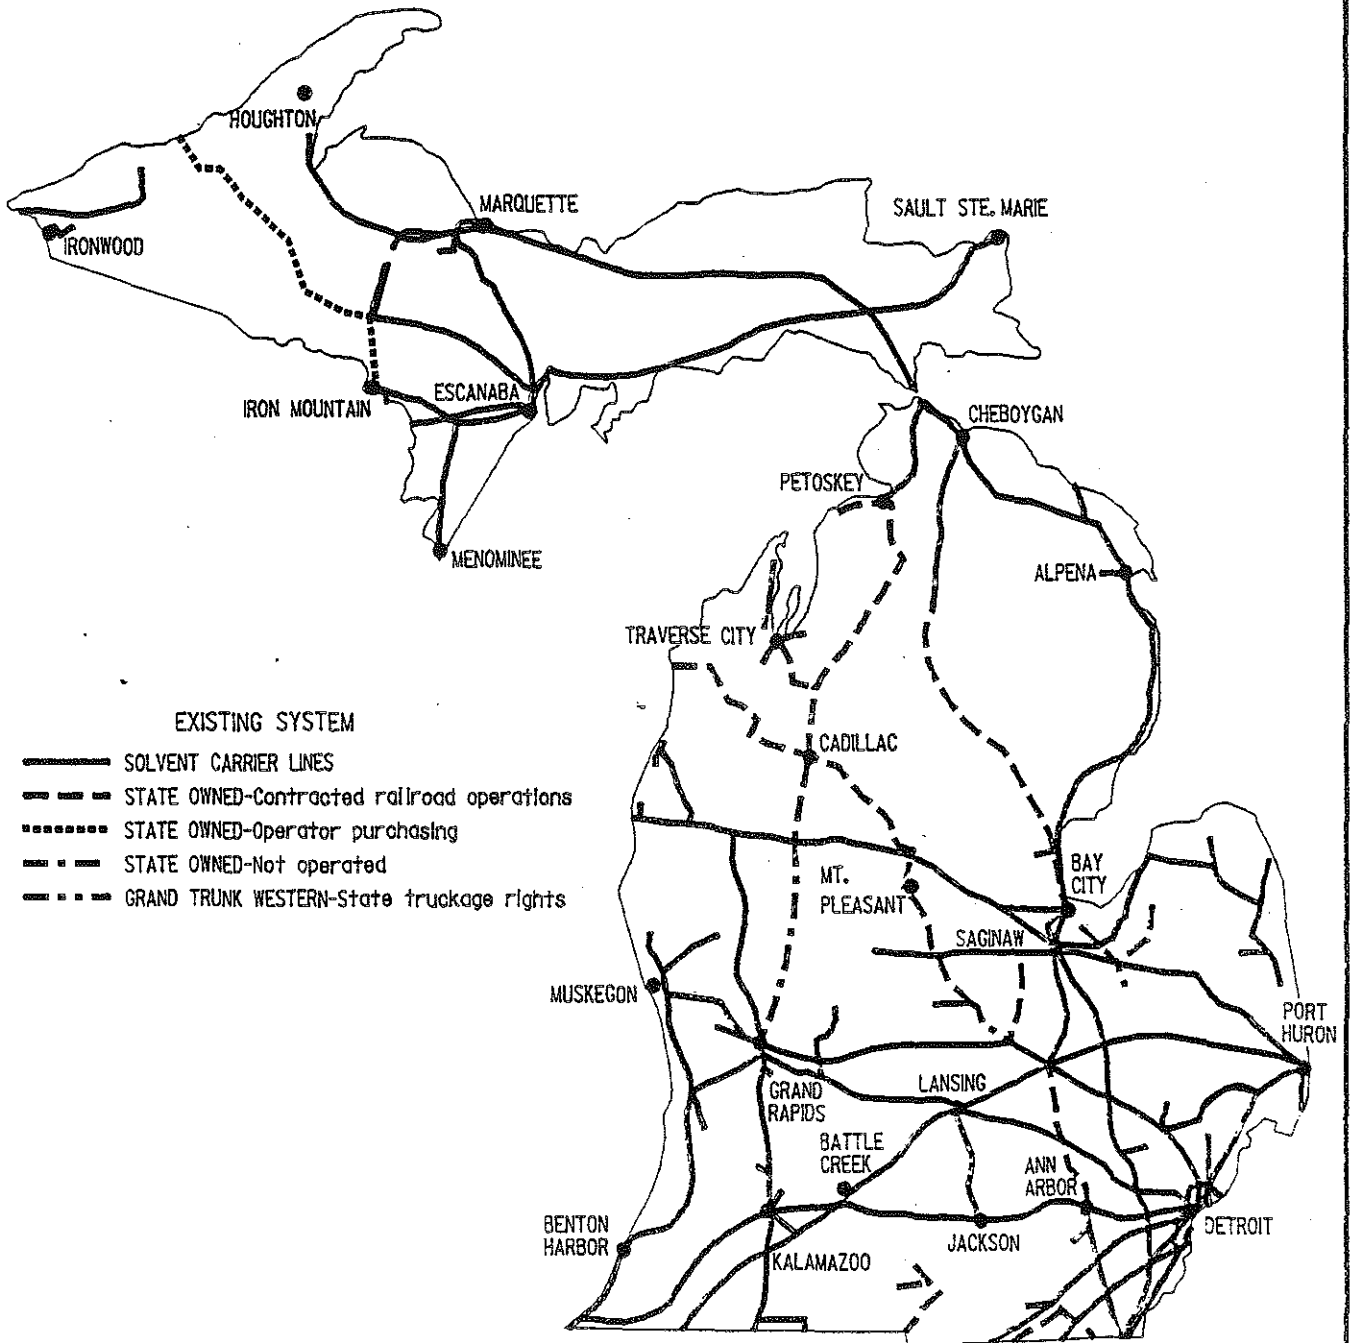 HOUGHTON
MARQUETTE
SAULT STE. MARIE
IRONWOOD
ESCANABA
IRON MOUNTAIN
CHEBOYGAN
PETOSKEY
MENOMINEE
ALPENA
TRAVERSE CITY
EXISTING SYSTEM
SOLVENT CARRIER LINES
STATE OWNED-Contracted railroad operations
STATE OWNED-Operator purchasing
STATE OWNED-Not operated
GRAND TRUNK WESTERN-State truckage rights
CADILLAC
BAY
CITY
MT.
PLEASANT
SAGINAW
MUSKEGON
PORT
HURON
GRAND
RAPIDS
LANSING
BATTLE
CREEK
ANN
ARBOR
BENTON
HARBOR
DETROIT
JACKSON
KALAMAZOO